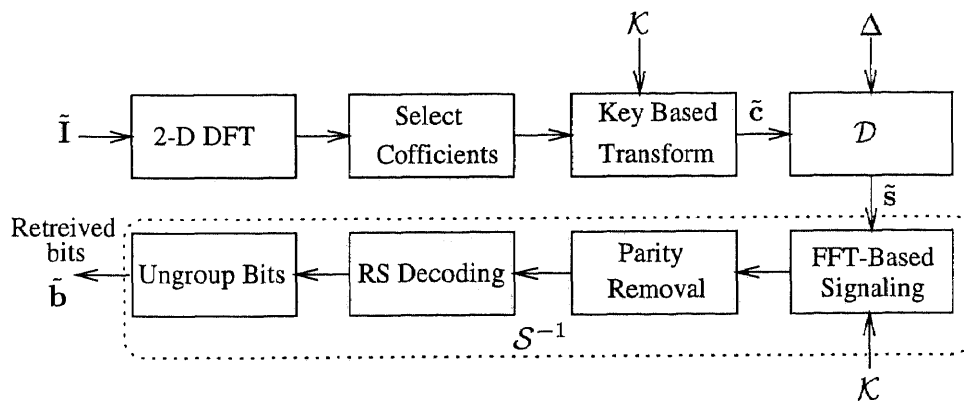 𝒦
Δ
Ĩ
2-D DFT
Select
Cofficients
Key Based
Transform
c̃
𝒟
s̃
Retreived
bits
b̃
Ungroup Bits
RS Decoding
Parity
Removal
FFT-Based
Signaling
𝒮⁻¹
𝒦